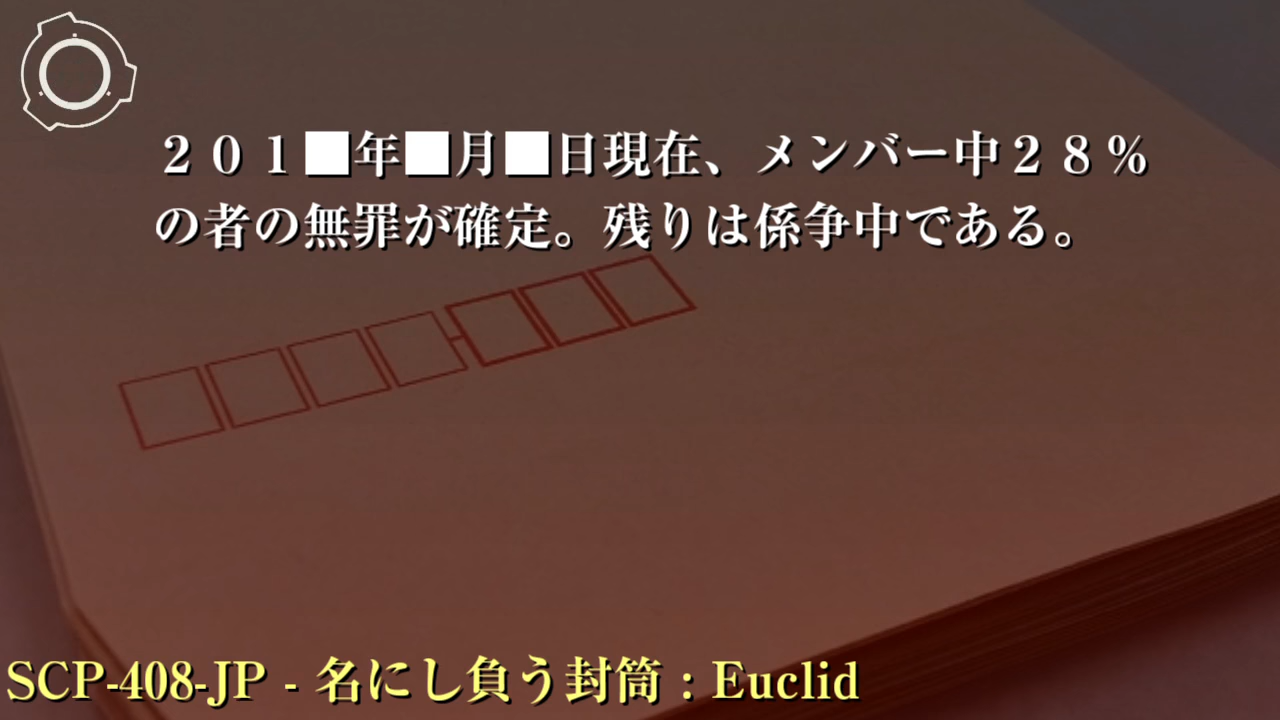 ２０１■年■月■日現在、メンバー中２８％
の者の無罪が確定。残りは係争中である。
SCP-408-JP - 名にし負う封筒：Euclid